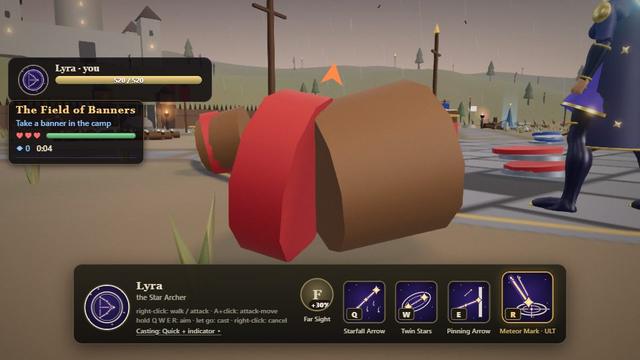 Lyra · you
520 / 520
The Field of Banners
Take a banner in the camp
0 0:04
Lyra
the Star Archer
right-click: walk / attack · A+click: attack-move
hold Q W E R: aim · let go: cast · right-click: cancel
Casting: Quick + indicator
F
+30%
Far Sight
Q
Starfall Arrow
W
Twin Stars
E
Pinning Arrow
R
Meteor Mark · ULT